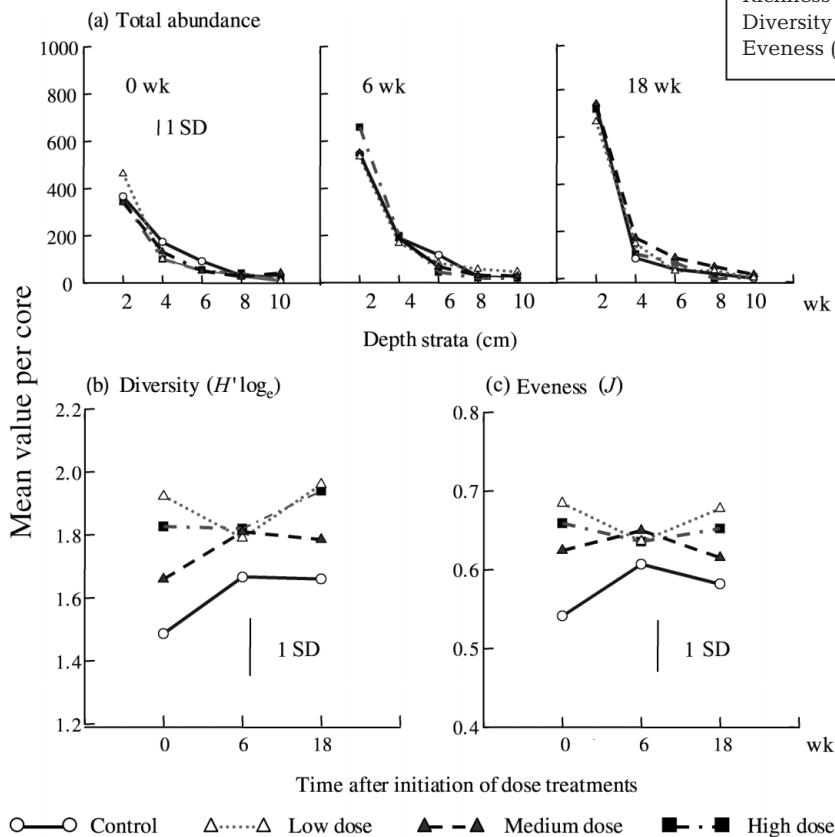 (a) Total abundance
Diversity
Eveness (
1000
800
600
400
200
0
0 wk
1 SD
6 wk
18 wk
2 4 6 8 10
2 4 6 8 10
2 4 6 8 10
wk
Depth strata (cm)
Mean value per core
(b) Diversity (H' logₑ)
2.2
2.0
1.8
1.6
1.4
1.2
1 SD
0 6 18
(c) Eveness (J)
0.8
0.7
0.6
0.5
0.4
1 SD
0 6 18
wk
Time after initiation of dose treatments
Control Low dose Medium dose High dose